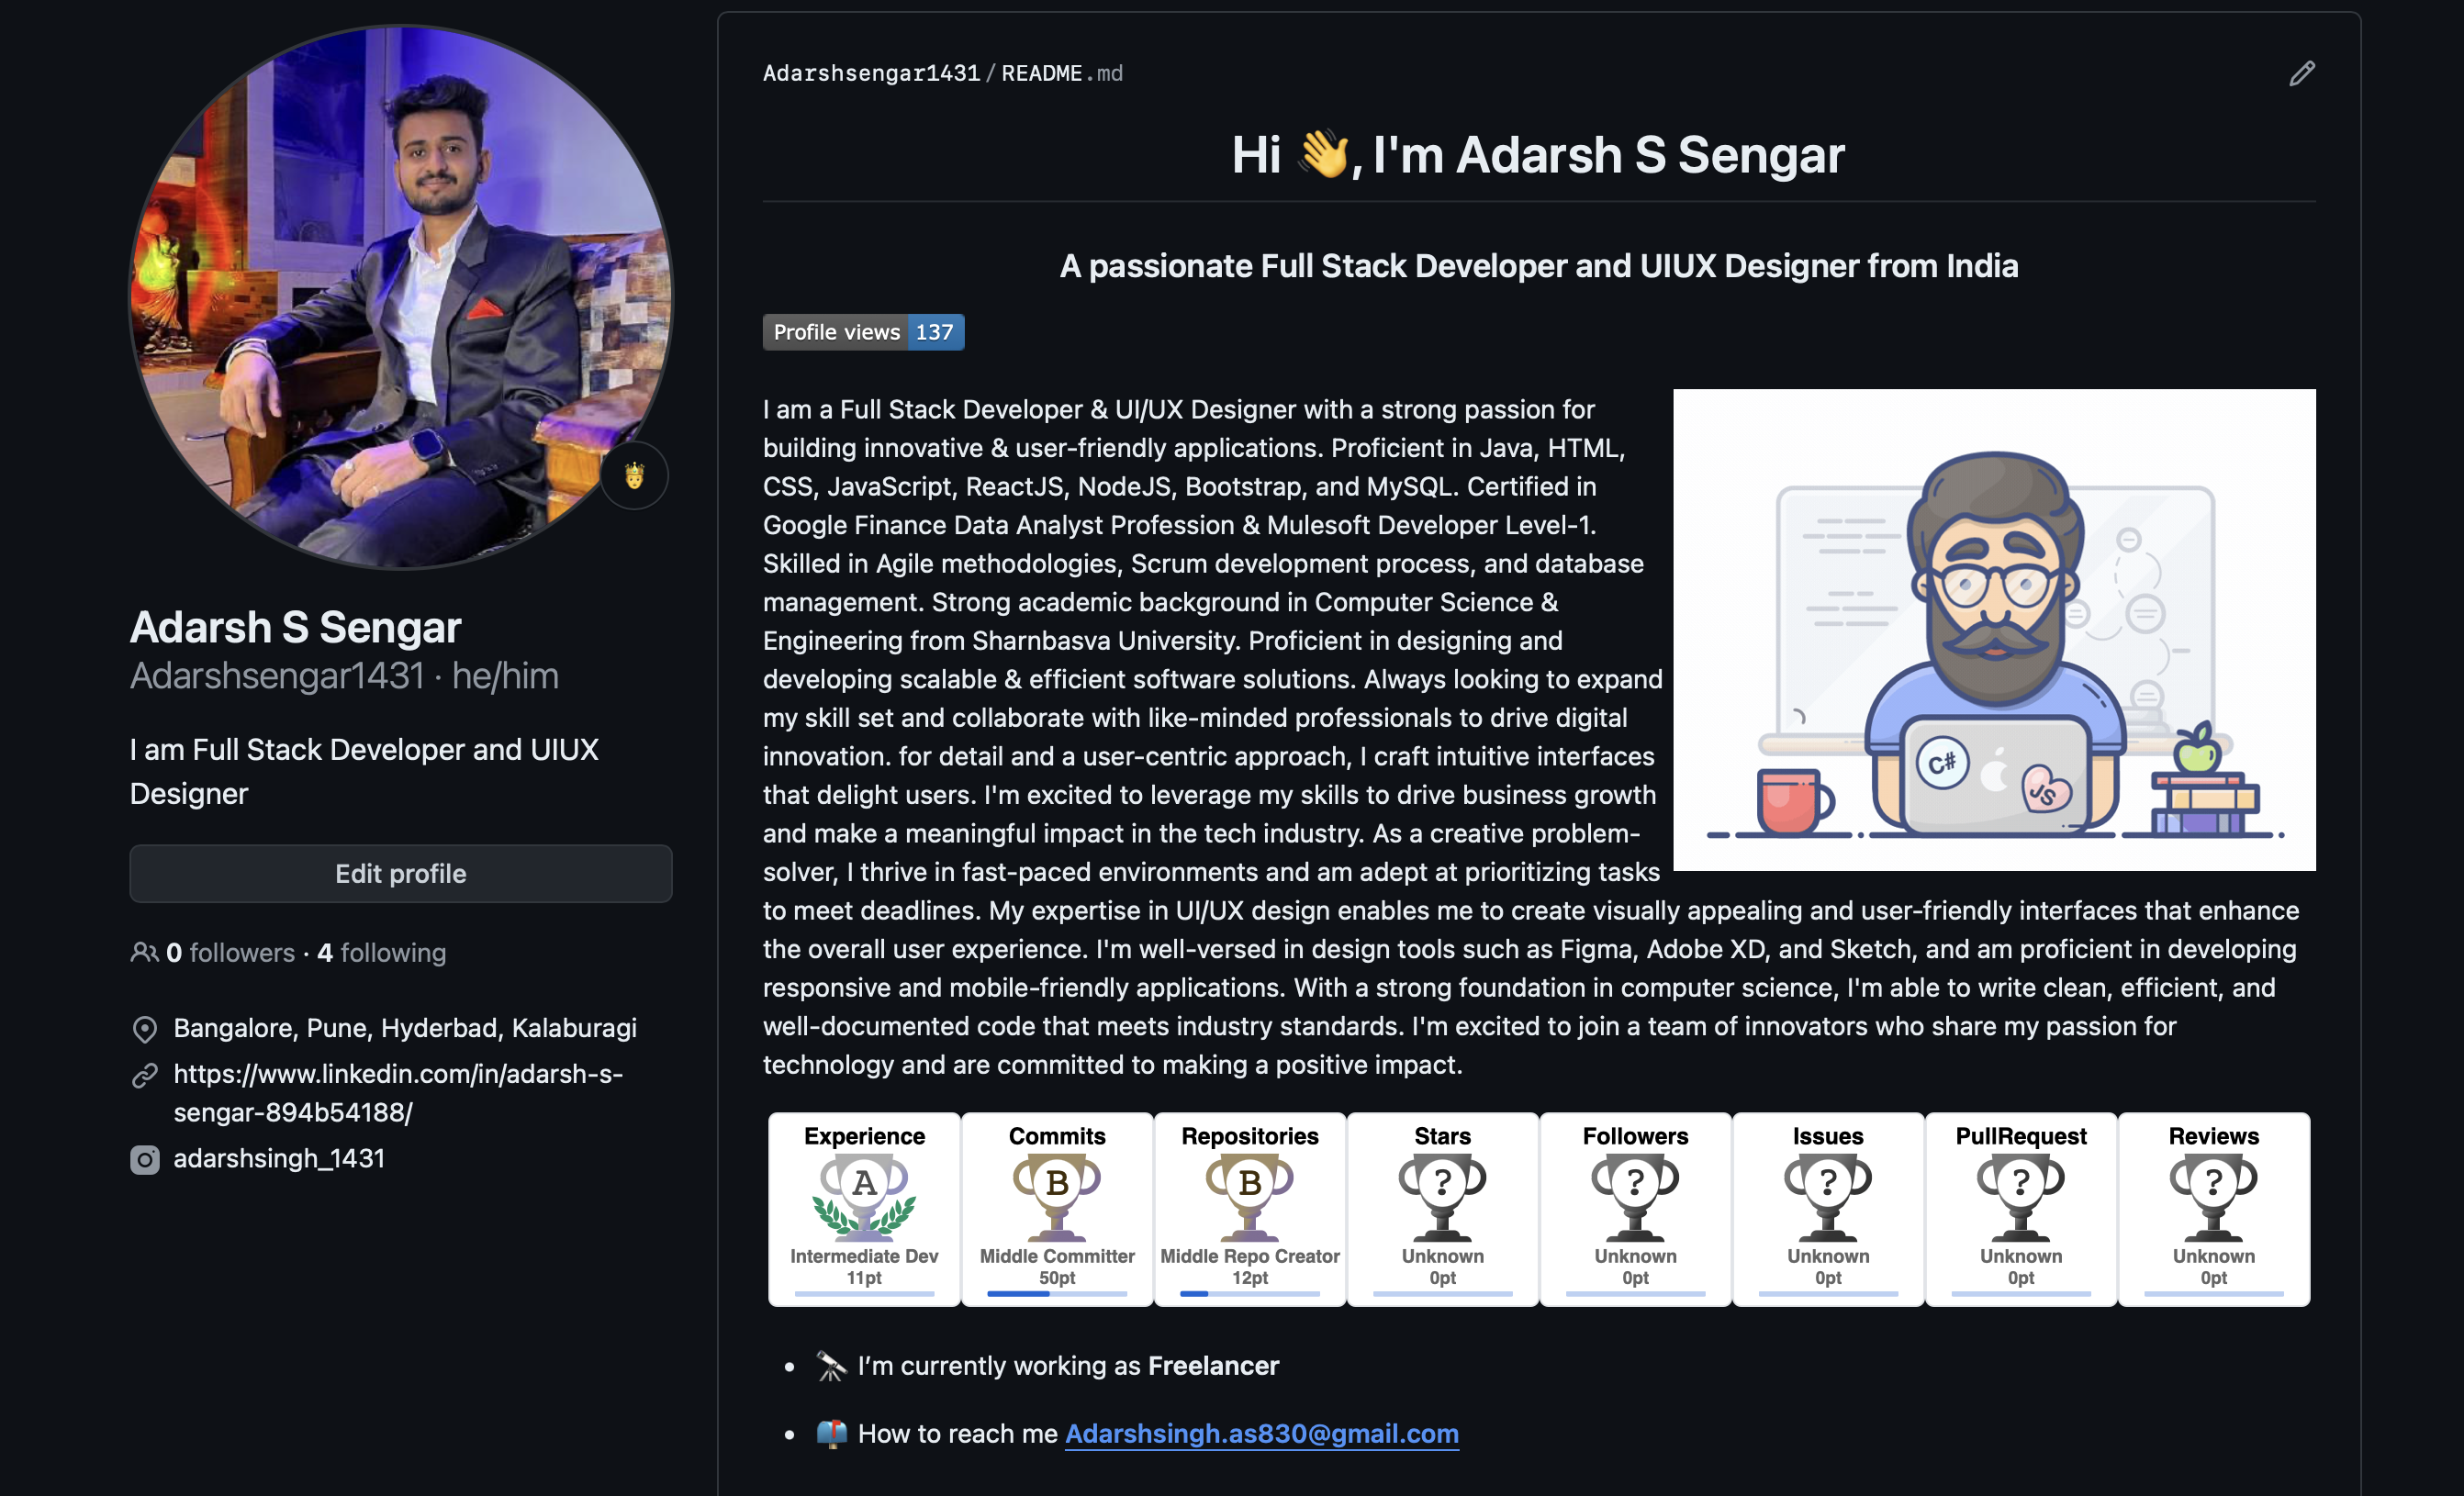 Adarshsengar1431/README.md
Hi 👋, I'm Adarsh S Sengar
A passionate Full Stack Developer and UIUX Designer from India
Profile views 137
I am a Full Stack Developer & UI/UX Designer with a strong passion for
building innovative & user-friendly applications. Proficient in Java, HTML,
CSS, JavaScript, ReactJS, NodeJS, Bootstrap, and MySQL. Certified in
Google Finance Data Analyst Profession & Mulesoft Developer Level-1.
Skilled in Agile methodologies, Scrum development process, and database
management. Strong academic background in Computer Science &
Engineering from Sharnbasva University. Proficient in designing and
developing scalable & efficient software solutions. Always looking to expand
my skill set and collaborate with like-minded professionals to drive digital
innovation. for detail and a user-centric approach, I craft intuitive interfaces
that delight users. I'm excited to leverage my skills to drive business growth
and make a meaningful impact in the tech industry. As a creative problem-
solver, I thrive in fast-paced environments and am adept at prioritizing tasks
to meet deadlines. My expertise in UI/UX design enables me to create visually appealing and user-friendly interfaces that enhance
the overall user experience. I'm well-versed in design tools such as Figma, Adobe XD, and Sketch, and am proficient in developing
responsive and mobile-friendly applications. With a strong foundation in computer science, I'm able to write clean, efficient, and
well-documented code that meets industry standards. I'm excited to join a team of innovators who share my passion for
technology and are committed to making a positive impact.
C#
JS
Experience Commits Repositories Stars Followers Issues PullRequest Reviews
A B B ? ? ? ? ?
Intermediate Dev Middle Committer Middle Repo Creator Unknown Unknown Unknown Unknown Unknown
11pt 50pt 12pt 0pt 0pt 0pt 0pt 0pt
• 🔭 I’m currently working as Freelancer
• 📫 How to reach me Adarshsingh.as830@gmail.com
Adarsh S Sengar
Adarshsengar1431 · he/him
I am Full Stack Developer and UIUX
Designer
Edit profile
0 followers · 4 following
Bangalore, Pune, Hyderbad, Kalaburagi
https://www.linkedin.com/in/adarsh-s-
sengar-894b54188/
adarshsingh_1431